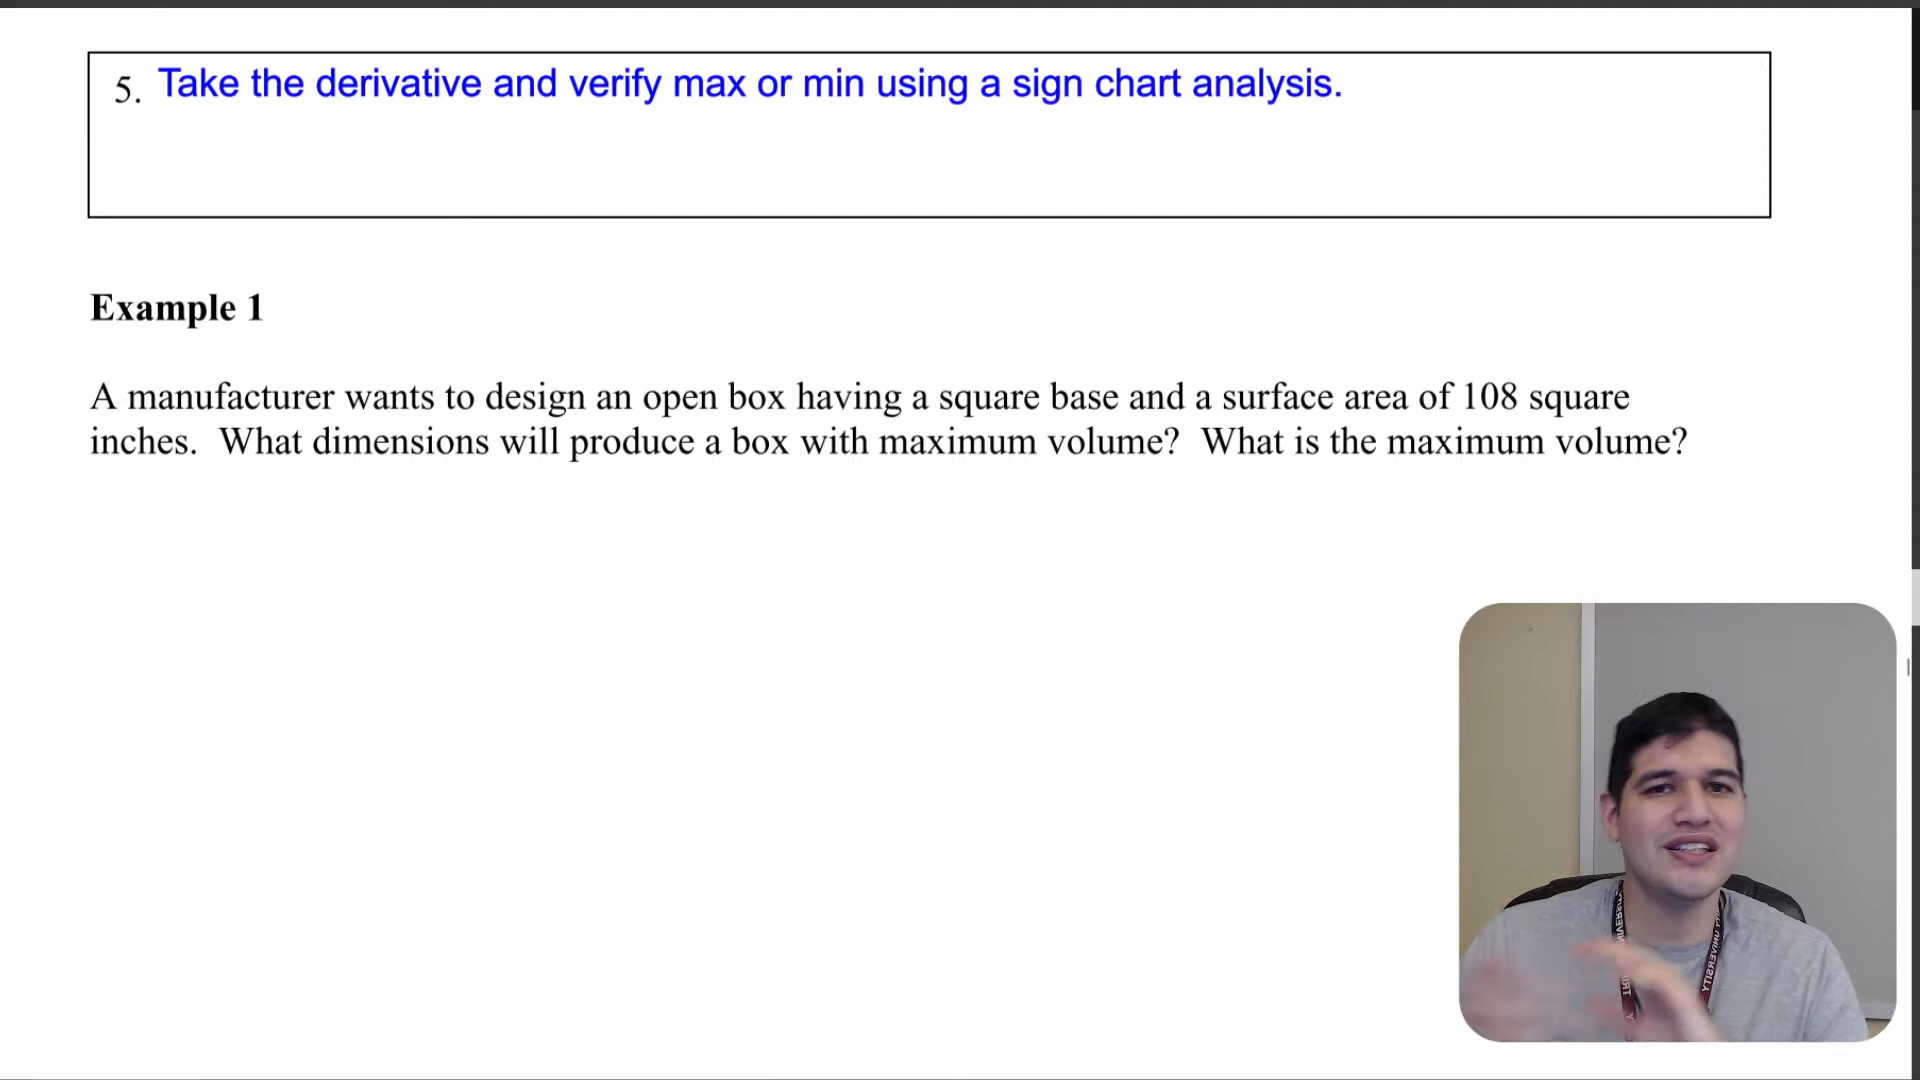 5. Take the derivative and verify max or min using a sign chart analysis.
Example 1
A manufacturer wants to design an open box having a square base and a surface area of 108 square
inches. What dimensions will produce a box with maximum volume? What is the maximum volume?